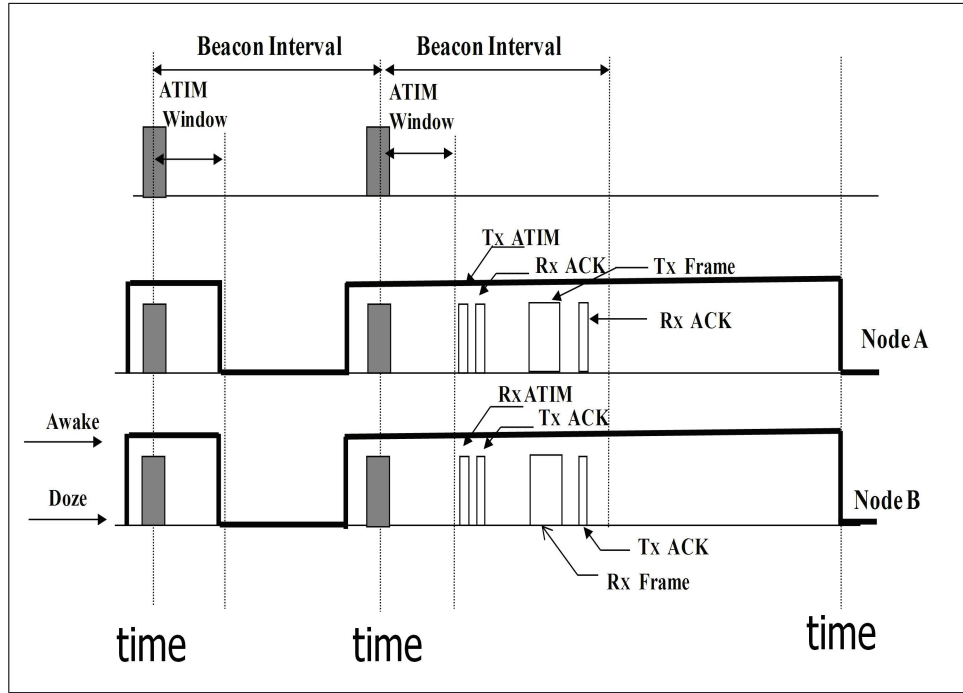 Beacon Interval
Beacon Interval
ATIM
Window
ATIM
Window
Tx ATIM
Rx ACK
Tx Frame
Rx ACK
Node A
Rx ATIM
Tx ACK
Awake
Doze
Node B
Tx ACK
Rx Frame
time
time
time